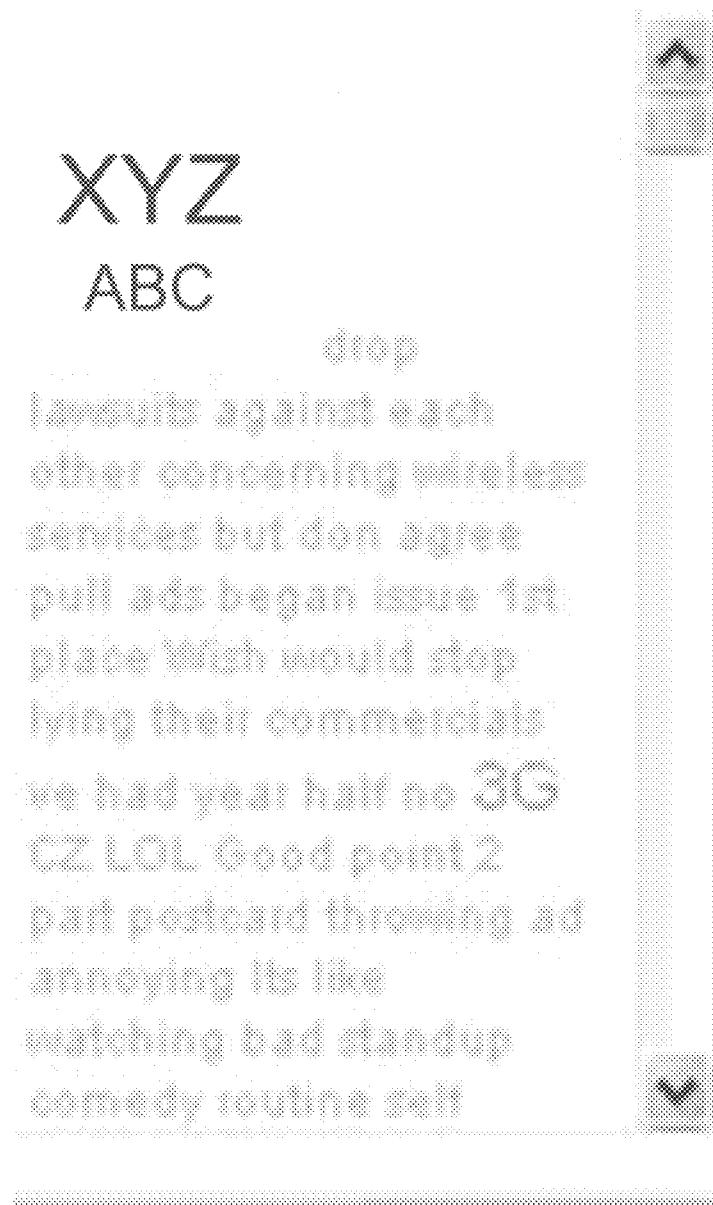 XYZ
ABC
drop
lawsuits against each
other concerning wireless
services but don agree
pull ads began issue 1st
place Wish would stop
lying their commercials
ve had year half no 3G
CZ LOL Good point 2
part postcard throwing ad
annoying Its like
watching bad standup
comedy routine self